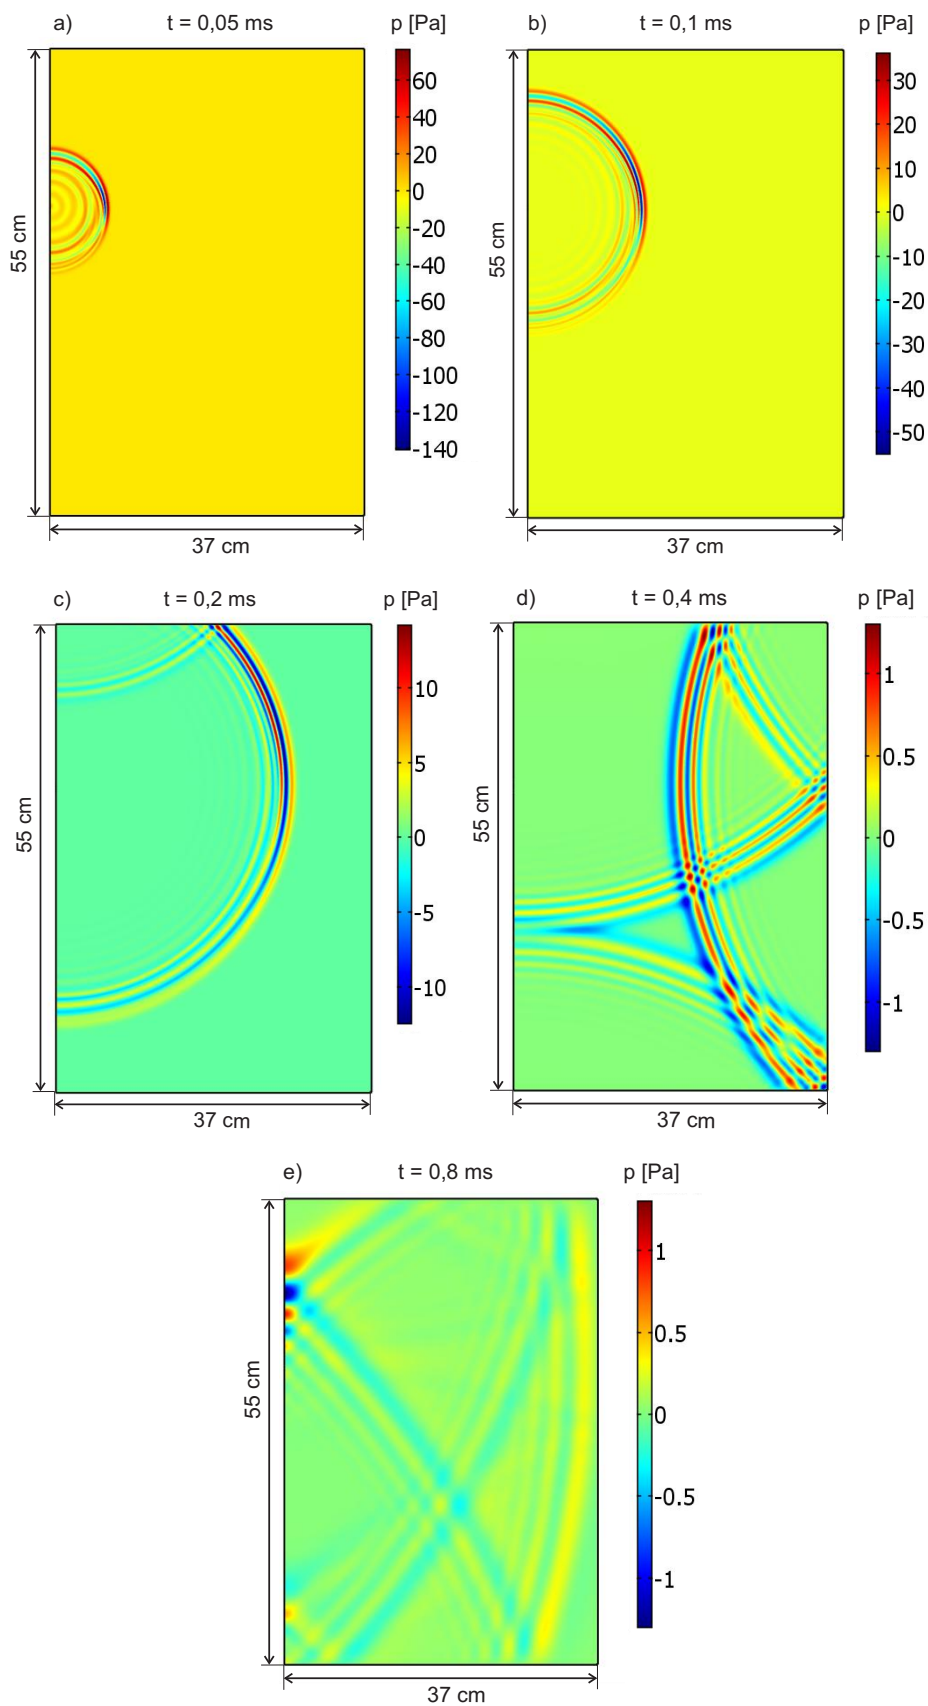 a) t = 0,05 ms p [Pa]
60
40
20
0
-20
-40
-60
-80
-100
-120
-140
55 cm
37 cm
b) t = 0,1 ms p [Pa]
30
20
10
0
-10
-20
-30
-40
-50
55 cm
37 cm
c) t = 0,2 ms p [Pa]
10
5
0
-5
-10
55 cm
37 cm
d) t = 0,4 ms p [Pa]
1
0.5
0
-0.5
-1
55 cm
37 cm
e) t = 0,8 ms p [Pa]
1
0.5
0
-0.5
-1
55 cm
37 cm